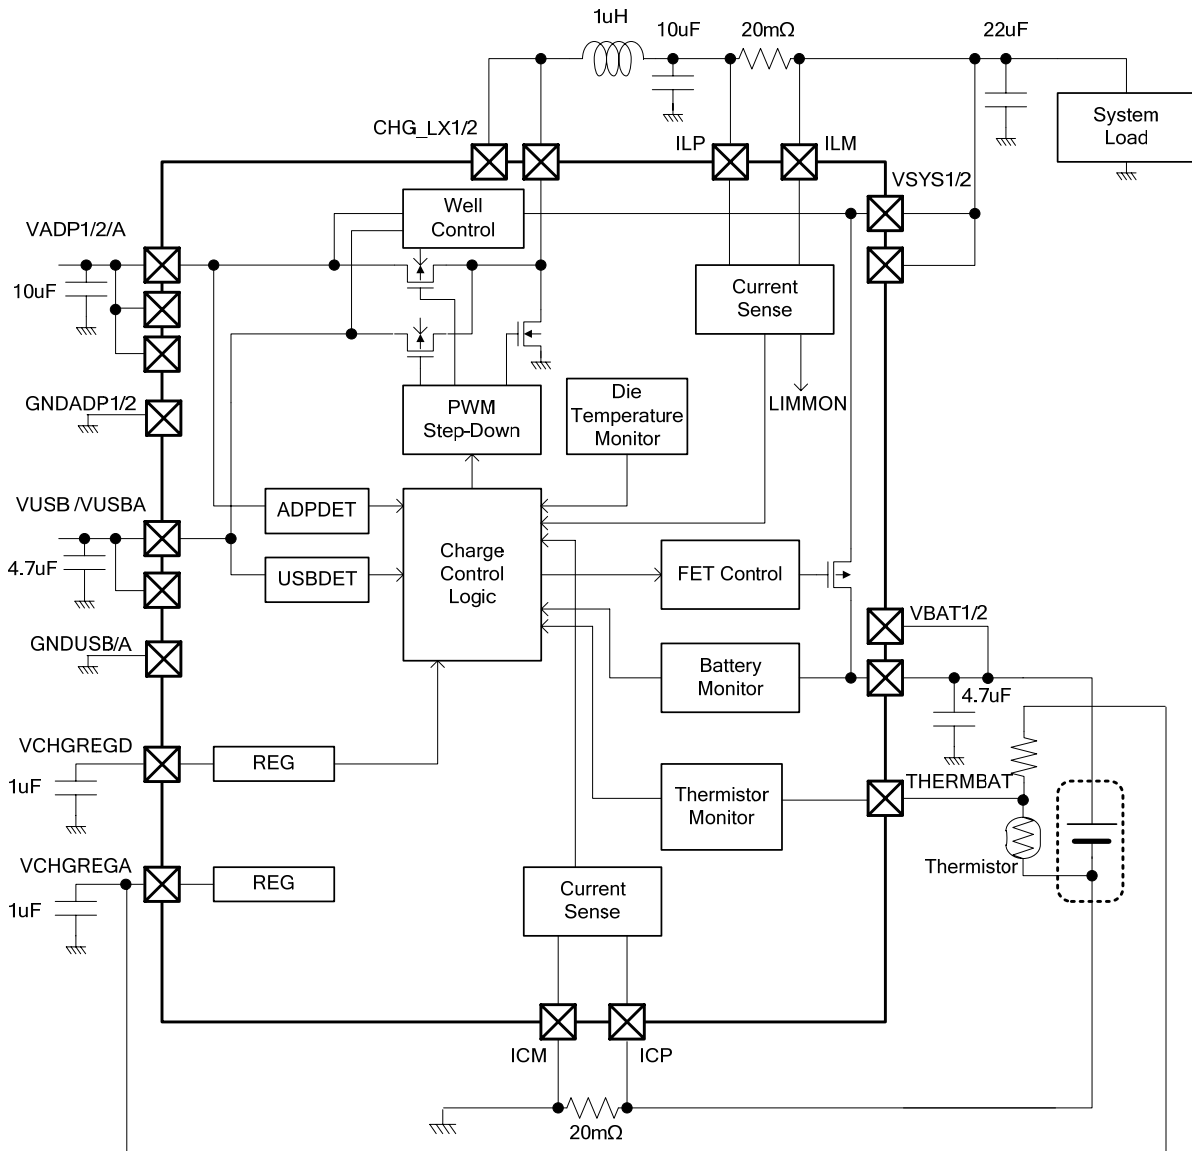 1uH
10uF
20mΩ
22uF
System
Load
CHG_LX1/2
ILP
ILM
VSYS1/2
Well
Control
VADP1/2/A
10uF
Current
Sense
LIMMON
GNDADP1/2
PWM
Step-Down
Die
Temperature
Monitor
VUSB /VUSBA
4.7uF
ADPDET
USBDET
Charge
Control
Logic
FET Control
VBAT1/2
GNDUSB/A
Battery
Monitor
4.7uF
VCHGREGD
1uF
REG
Thermistor
Monitor
THERMBAT
Thermistor
VCHGREGA
1uF
REG
Current
Sense
ICM
ICP
20mΩ